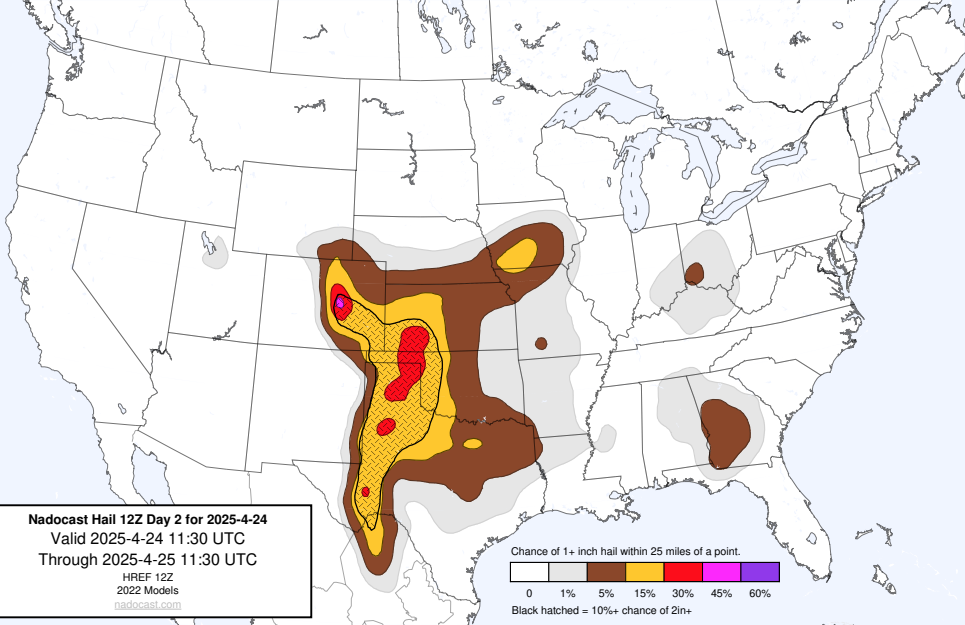 Nadocast Hail 12Z Day 2 for 2025-4-24
Valid 2025-4-24 11:30 UTC
Through 2025-4-25 11:30 UTC
HREF 12Z
2022 Models
nadocast.com
Chance of 1+ inch hail within 25 miles of a point.
0 1% 5% 15% 30% 45% 60%
Black hatched = 10%+ chance of 2in+